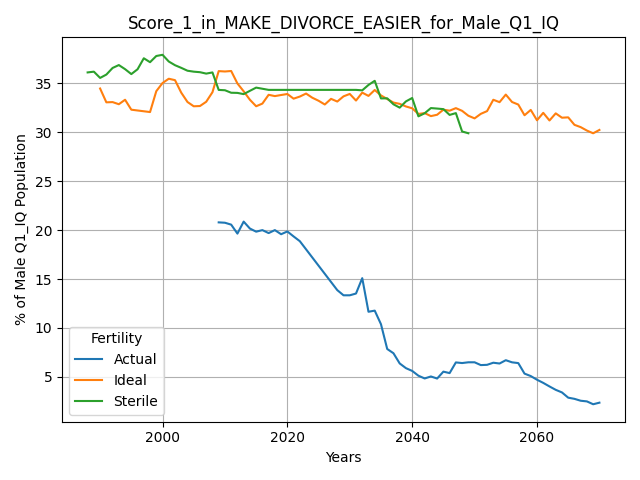 Score_1_in_MAKE_DIVORCE_EASIER_for_Male_Q1_IQ
% of Male Q1_IQ Population
35
30
25
20
15
10
5
Fertility
Actual
Ideal
Sterile
2000 2020 2040 2060
Years